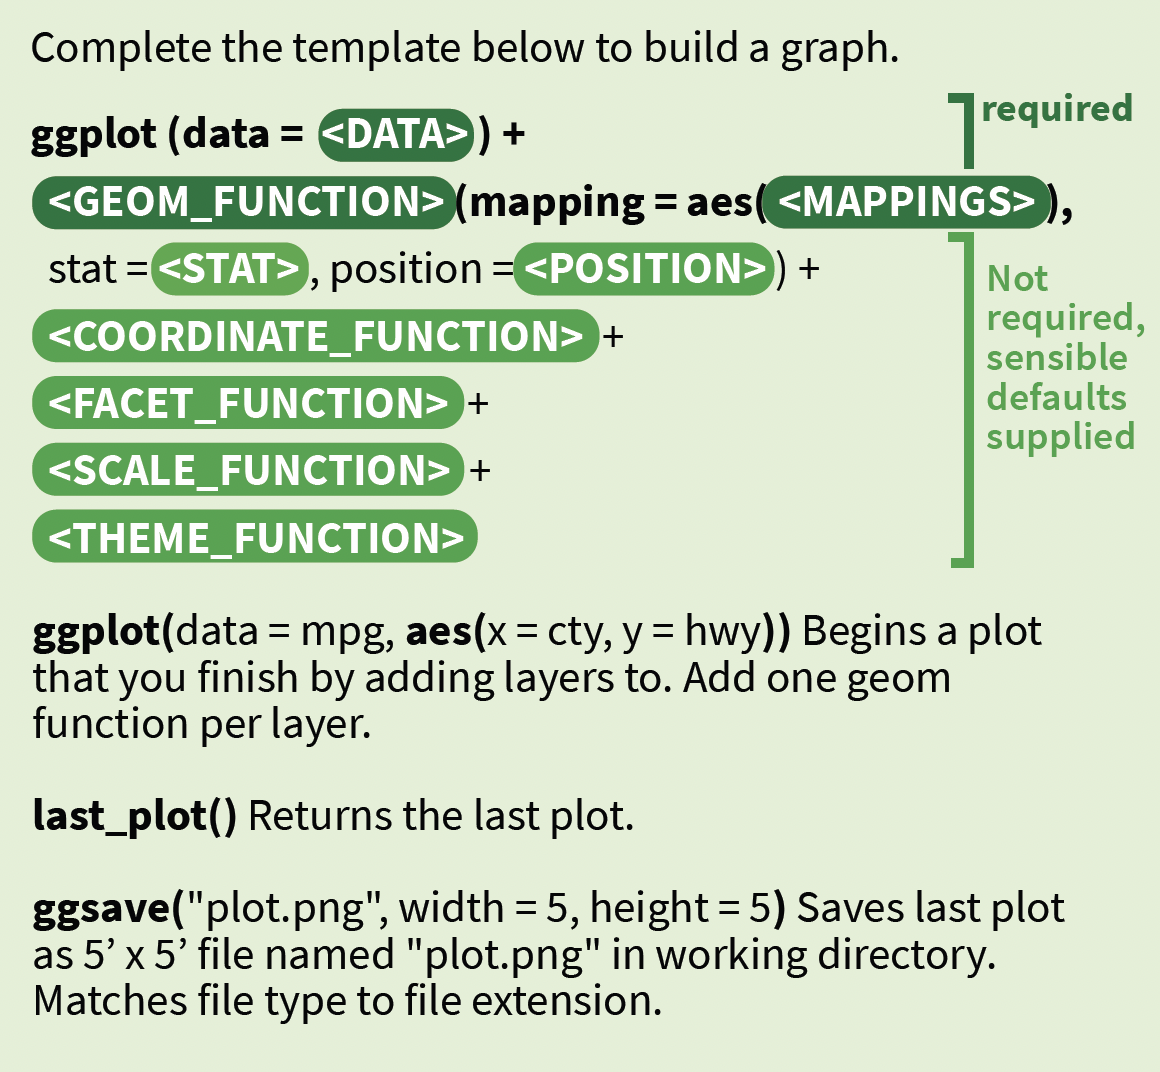 Complete the template below to build a graph.
required
ggplot (data = <DATA> ) +
<GEOM_FUNCTION> (mapping = aes( <MAPPINGS> ),
stat = <STAT> , position = <POSITION> ) +
Not
required,
sensible
defaults
supplied
<COORDINATE_FUNCTION> +
<FACET_FUNCTION> +
<SCALE_FUNCTION> +
<THEME_FUNCTION>
ggplot(data = mpg, aes(x = cty, y = hwy)) Begins a plot
that you finish by adding layers to. Add one geom
function per layer.
last_plot() Returns the last plot.
ggsave("plot.png", width = 5, height = 5) Saves last plot
as 5’ x 5’ file named "plot.png" in working directory.
Matches file type to file extension.